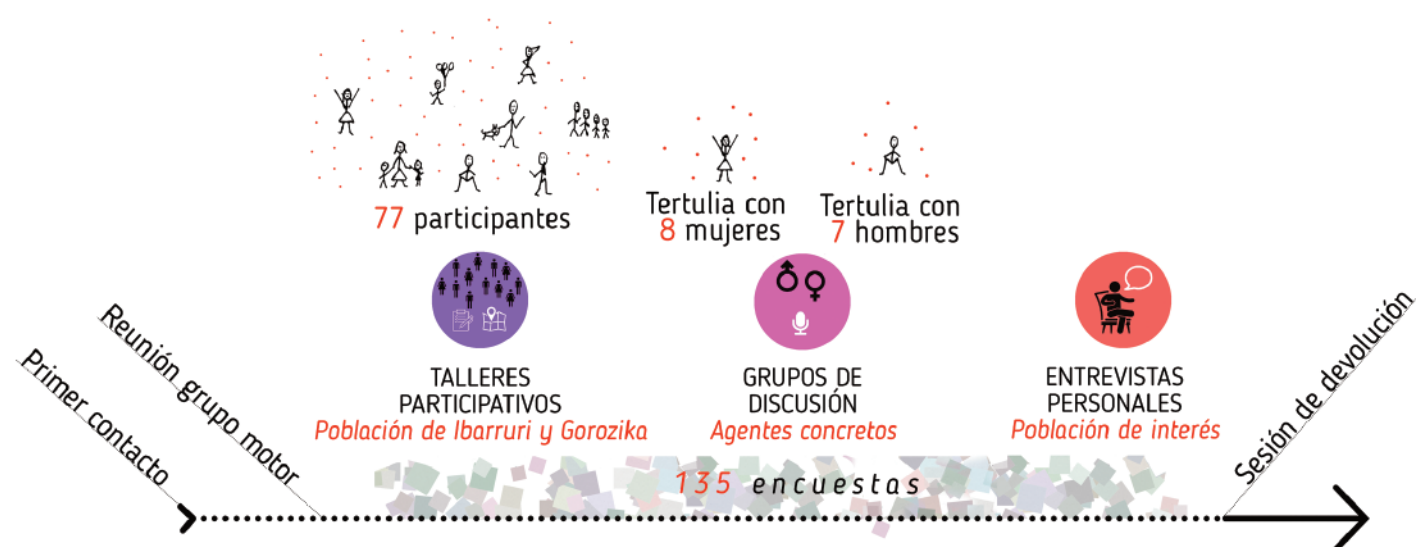 77 participantes
Tertulia con
8 mujeres
Tertulia con
7 hombres
Primer contacto
Reunión grupo motor
TALLERES
PARTICIPATIVOS
Población de Ibarruri y Gorozika
GRUPOS DE
DISCUSIÓN
Agentes concretos
ENTREVISTAS
PERSONALES
Población de interés
135 encuestas
Sesión de devolución